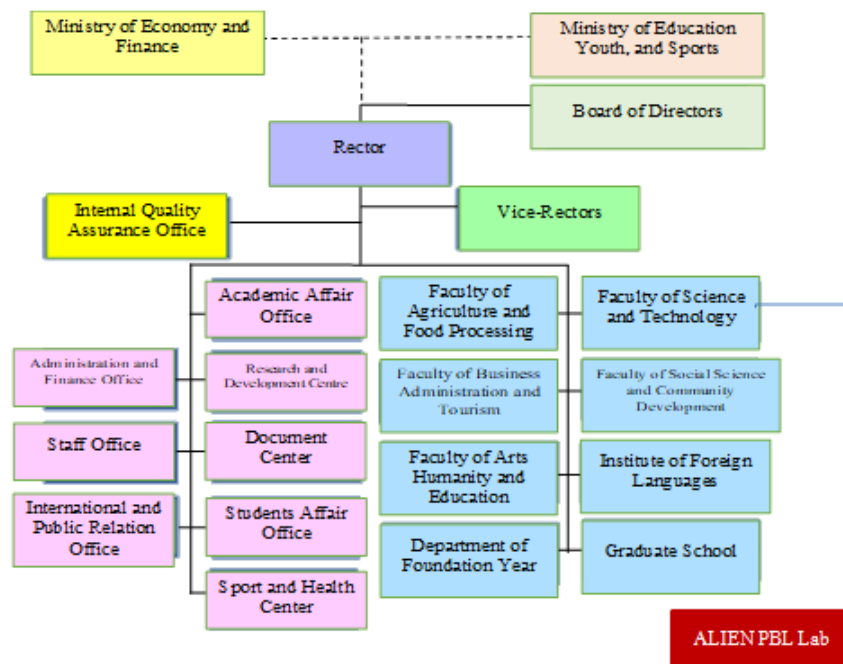 Ministry of Economy and
Finance
Ministry of Education
Youth, and Sports
Board of Directors
Rector
Internal Quality
Assurance Office
Vice-Rectors
Academic Affair
Office
Faculty of
Agriculture and
Food Processing
Faculty of Science
and Technology
Administration and
Finance Office
Research and
Development Centre
Faculty of Business
Administration and
Tourism
Faculty of Social Science
and Community
Development
Staff Office
Document
Center
Faculty of Arts
Humanity and
Education
Institute of Foreign
Languages
International and
Public Relation
Office
Students Affair
Office
Department of
Foundation Year
Graduate School
Sport and Health
Center
ALIEN PBL Lab